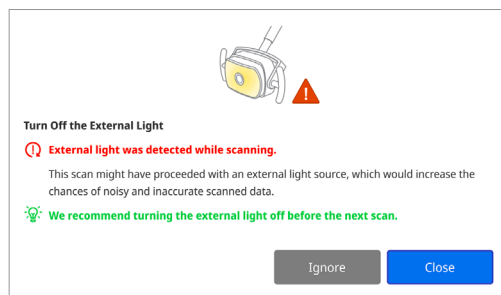 Turn Off the External Light
External light was detected while scanning.
This scan might have proceeded with an external light source, which would increase the
chances of noisy and inaccurate scanned data.
We recommend turning the external light off before the next scan.
Ignore
Close